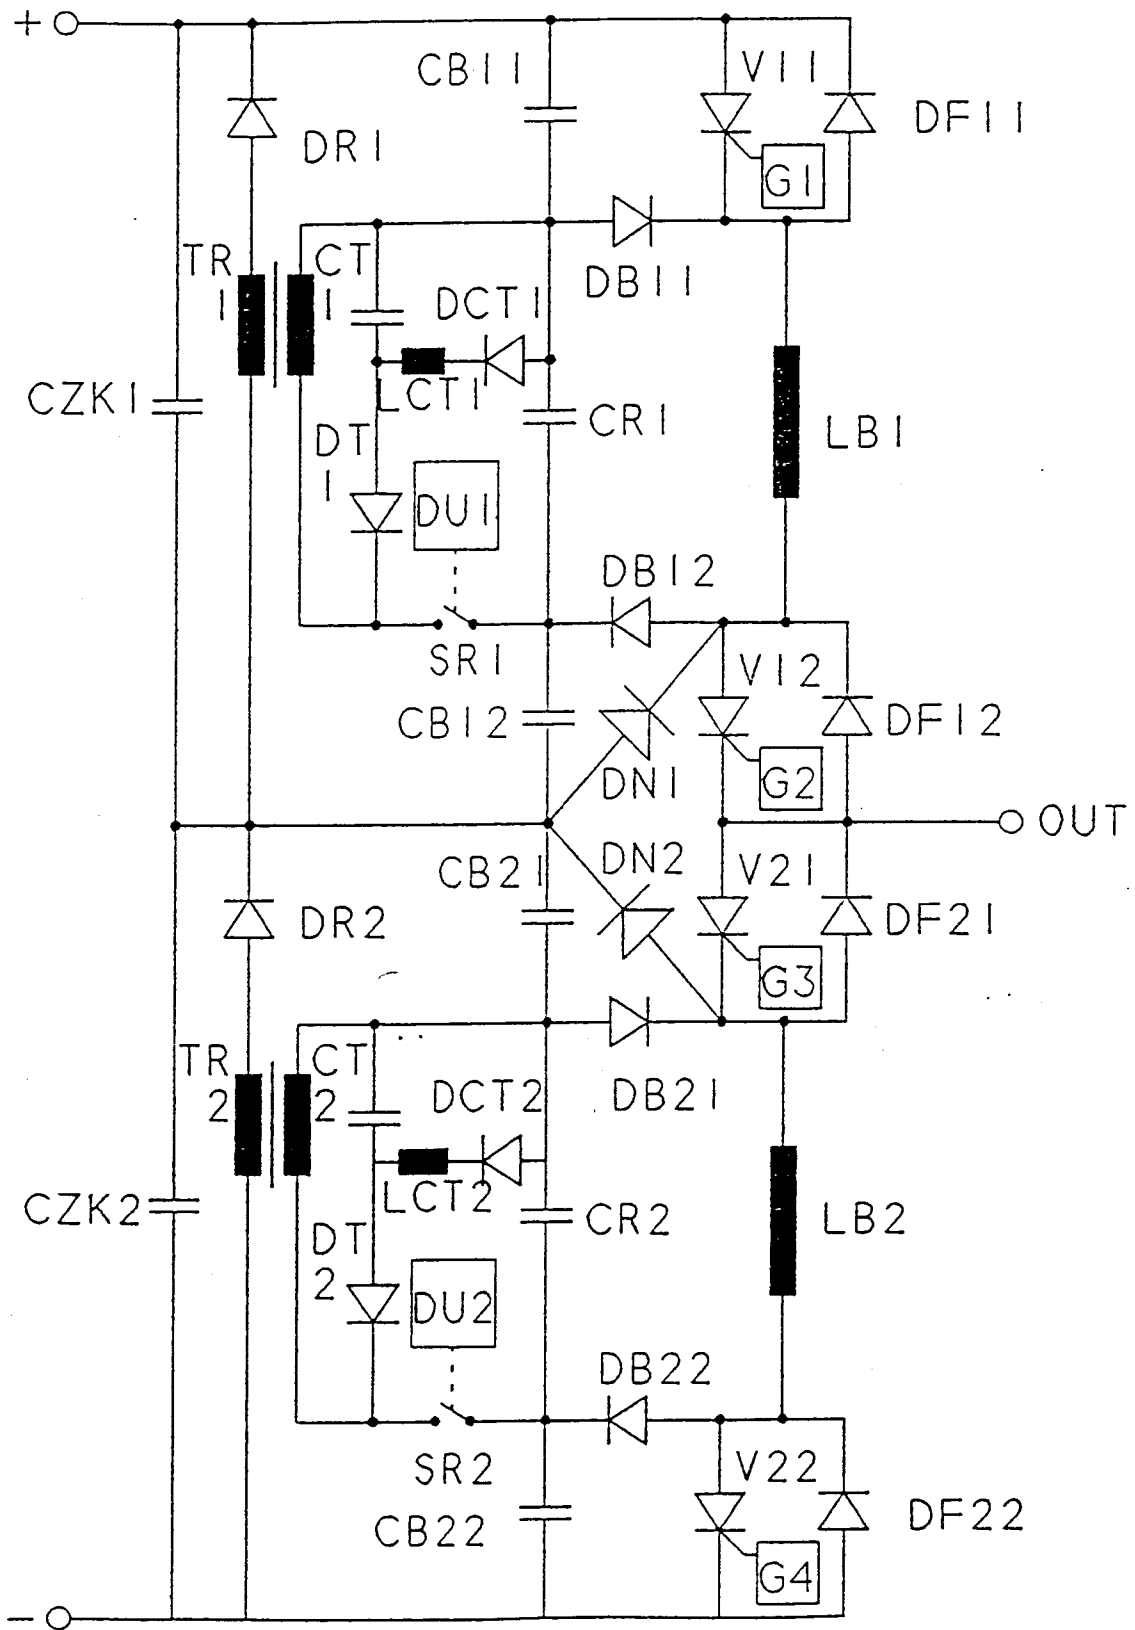 +
CB11
V11
DF11
DR1
G1
TR
1
CT
1
DB11
DCT1
LCT1
CZK1
CR1
LB1
DT
1
DU1
DB12
SR1
V12
CB12
DF12
DN1
G2
OUT
CB21
DN2
V21
DR2
DF21
G3
TR
2
CT
2
DCT2
DB21
LCT2
CZK2
CR2
LB2
DT
2
DU2
DB22
SR2
V22
CB22
DF22
G4
–